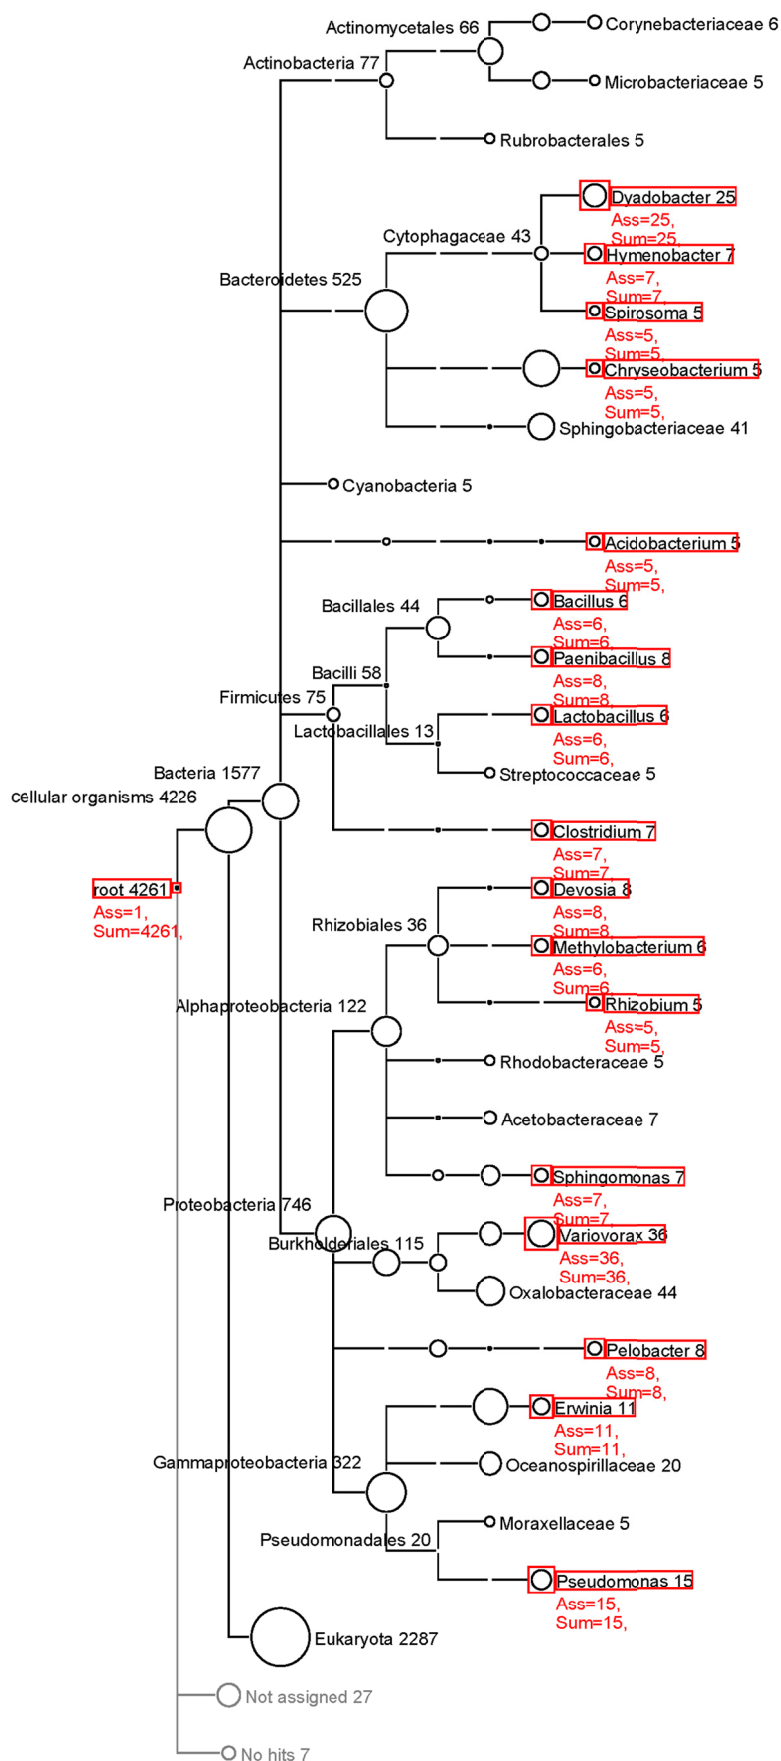 Actinomycetales 66
Corynebacteriaceae 6
Actinobacteria 77
Microbacteriaceae 5
Rubrobacterales 5
Dyadobacter 25
Ass=25,
Sum=25,
Cytophagaceae 43
Hymenobacter 7
Ass=7,
Sum=7,
Bacteroidetes 525
Spirosoma 5
Ass=5,
Sum=5,
Chryseobacterium 5
Ass=5,
Sum=5,
Sphingobacteriaceae 41
Cyanobacteria 5
Acidobacterium 5
Ass=5,
Sum=5,
Bacillales 44
Bacillus 6
Ass=6,
Sum=6,
Paenibacillus 8
Bacilli 58
Ass=8,
Sum=8,
Firmicutes 75
Lactobacillus 6
Lactobacillales 13
Ass=6,
Sum=6,
Bacteria 1577
Streptococcaceae 5
cellular organisms 4226
Clostridium 7
Ass=7,
Sum=7,
root 4261
Ass=1,
Sum=4261,
Devosia 8
Ass=8,
Sum=8,
Rhizobiales 36
Methylobacterium 6
Ass=6,
Sum=6,
Alphaproteobacteria 122
Rhizobium 5
Ass=5,
Sum=5,
Rhodobacteraceae 5
Acetobacteraceae 7
Sphingomonas 7
Ass=7,
Sum=7,
Proteobacteria 746
Variovorax 36
Burkholderiales 115
Ass=36,
Sum=36,
Oxalobacteraceae 44
Pelobacter 8
Ass=8,
Sum=8,
Erwinia 11
Ass=11,
Sum=11,
Gammaproteobacteria 322
Oceanospirillaceae 20
Moraxellaceae 5
Pseudomonadales 20
Pseudomonas 15
Ass=15,
Sum=15,
Eukaryota 2287
Not assigned 27
No hits 7